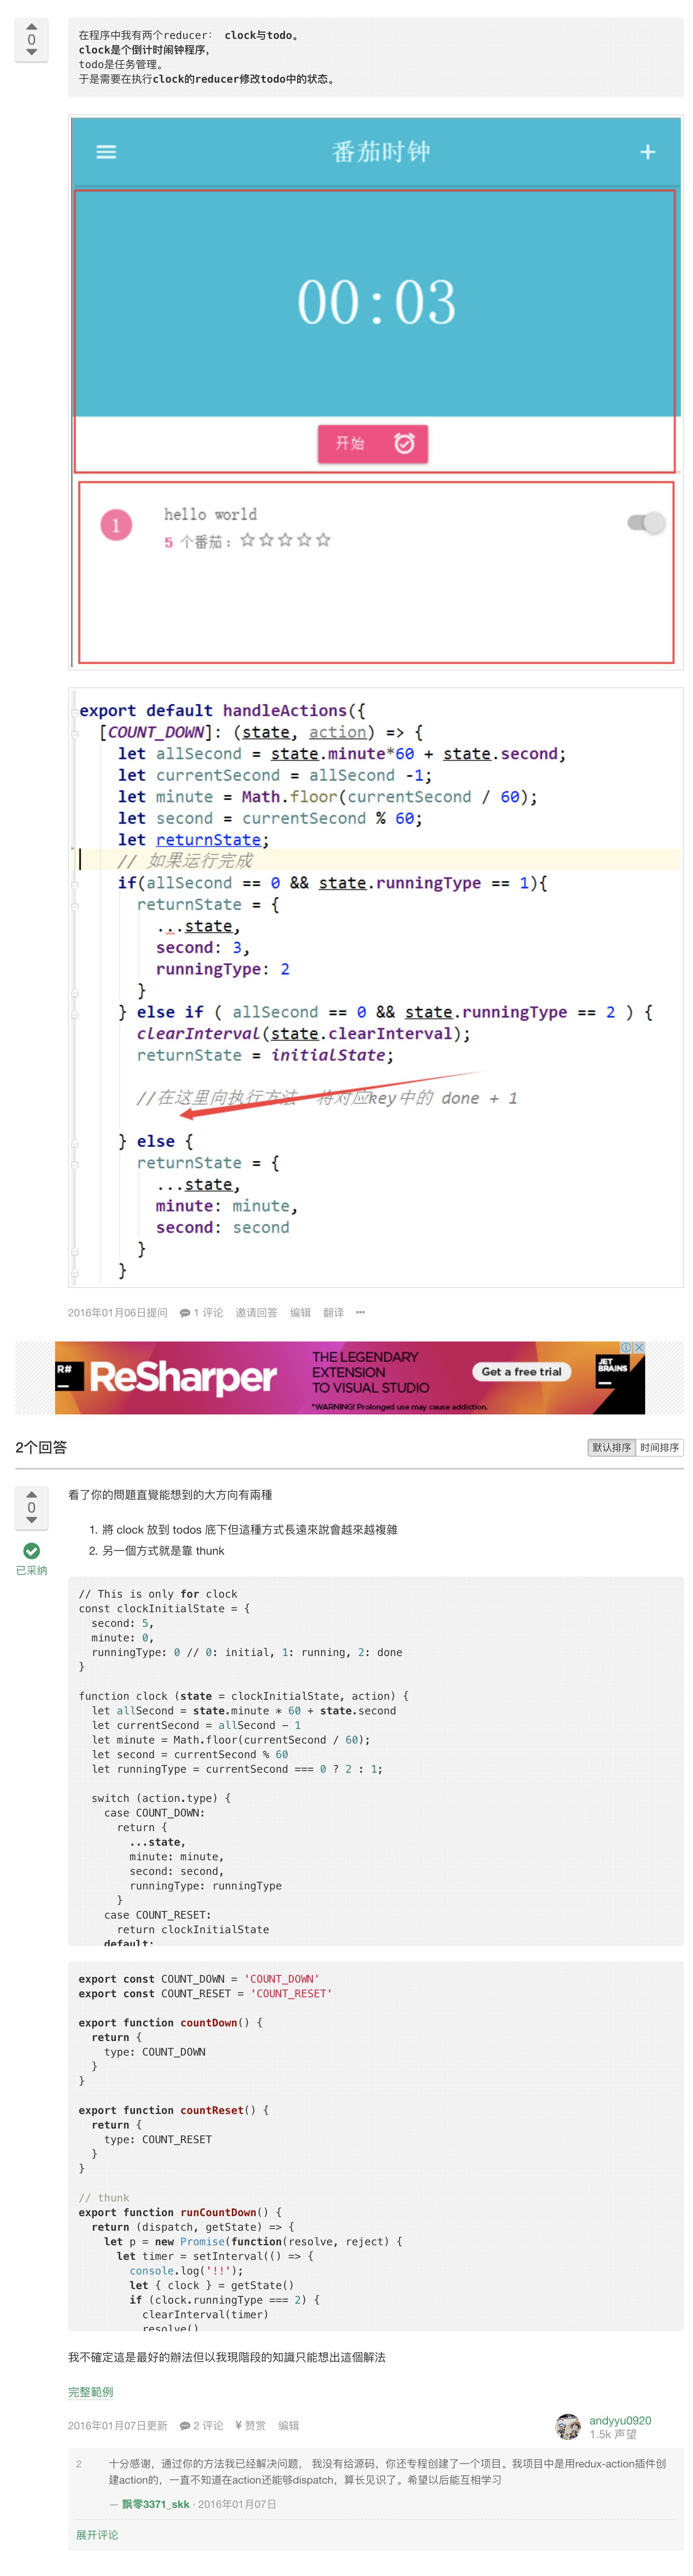 0
在程序中我有两个reducer: clock与todo。
clock是个倒计时闹钟程序,
todo是任务管理。
于是需要在执行clock的reducer修改todo中的状态。
番茄时钟
+
00:03
开始
1
hello world
5 个番茄：☆☆☆☆☆
export default handleActions({
[COUNT_DOWN]: (state, action) => {
let allSecond = state.minute*60 + state.second;
let currentSecond = allSecond -1;
let minute = Math.floor(currentSecond / 60);
let second = currentSecond % 60;
let returnState;
// 如果运行完成
if(allSecond == 0 && state.runningType == 1){
returnState = {
...state,
second: 3,
runningType: 2
}
} else if ( allSecond == 0 && state.runningType == 2 ) {
clearInterval(state.clearInterval);
returnState = initialState;
//在这里向执行方法 将对应key中的 done + 1
} else {
returnState = {
...state,
minute: minute,
second: second
}
}
2016年01月06日提问 1 评论 邀请回答 编辑 翻译 •••
R# ReSharper
THE LEGENDARY
EXTENSION
TO VISUAL STUDIO
*WARNING! Prolonged use may cause addiction.
Get a free trial
JET
BRAINS
2个回答
默认排序 时间排序
0
已采纳
看了你的問題直覺能想到的大方向有兩種
1. 將 clock 放到 todos 底下但這種方式長遠來說會越來越複雜
2. 另一個方式就是靠 thunk
// This is only for clock
const clockInitialState = {
second: 5,
minute: 0,
runningType: 0 // 0: initial, 1: running, 2: done
}
function clock (state = clockInitialState, action) {
let allSecond = state.minute * 60 + state.second
let currentSecond = allSecond - 1
let minute = Math.floor(currentSecond / 60);
let second = currentSecond % 60
let runningType = currentSecond === 0 ? 2 : 1;
switch (action.type) {
case COUNT_DOWN:
return {
...state,
minute: minute,
second: second,
runningType: runningType
}
case COUNT_RESET:
return clockInitialState
default:
export const COUNT_DOWN = 'COUNT_DOWN'
export const COUNT_RESET = 'COUNT_RESET'
export function countDown() {
return {
type: COUNT_DOWN
}
}
export function countReset() {
return {
type: COUNT_RESET
}
}
// thunk
export function runCountDown() {
return (dispatch, getState) => {
let p = new Promise(function(resolve, reject) {
let timer = setInterval(() => {
console.log('!!');
let { clock } = getState()
if (clock.runningType === 2) {
clearInterval(timer)
resolve()
我不確定這是最好的辦法但以我現階段的知識只能想出這個解法
完整範例
2016年01月07日更新 2 评论 ¥ 赞赏 编辑
andyyu0920
1.5k 声望
2
十分感谢，通过你的方法我已经解决问题， 我没有给源码，你还专程创建了一个项目。我项目中是用redux-action插件创
建action的，一直不知道在action还能够dispatch，算长见识了。希望以后能互相学习
— 飘零3371_skk · 2016年01月07日
展开评论